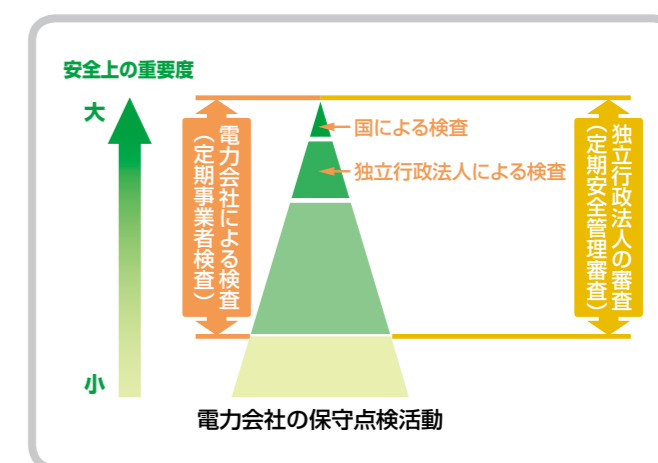 安全上の重要度
大
小
電力会社による検査
（定期事業者検査）
国による検査
独立行政法人による検査
独立行政法人の審査
（定期安全管理審査）
電力会社の保守点検活動